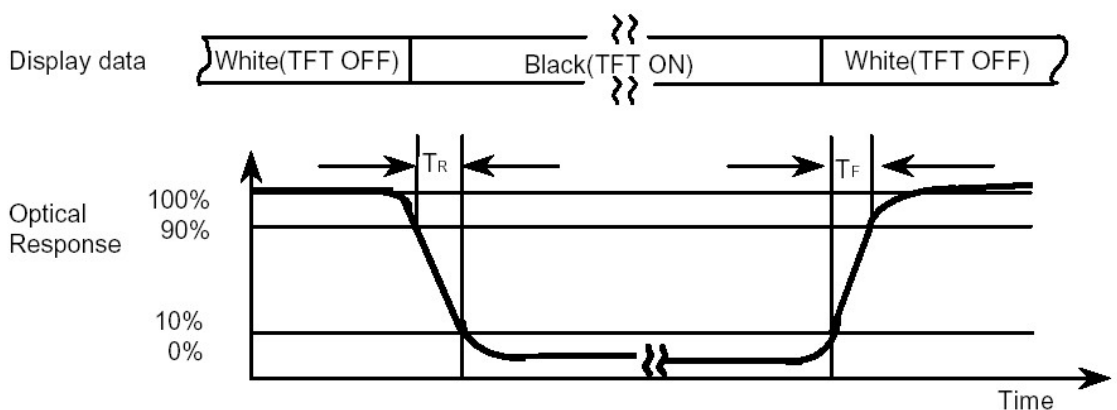 Display data
White(TFT OFF)
Black(TFT ON)
White(TFT OFF)
TR
TF
Optical
Response
100%
90%
10%
0%
Time